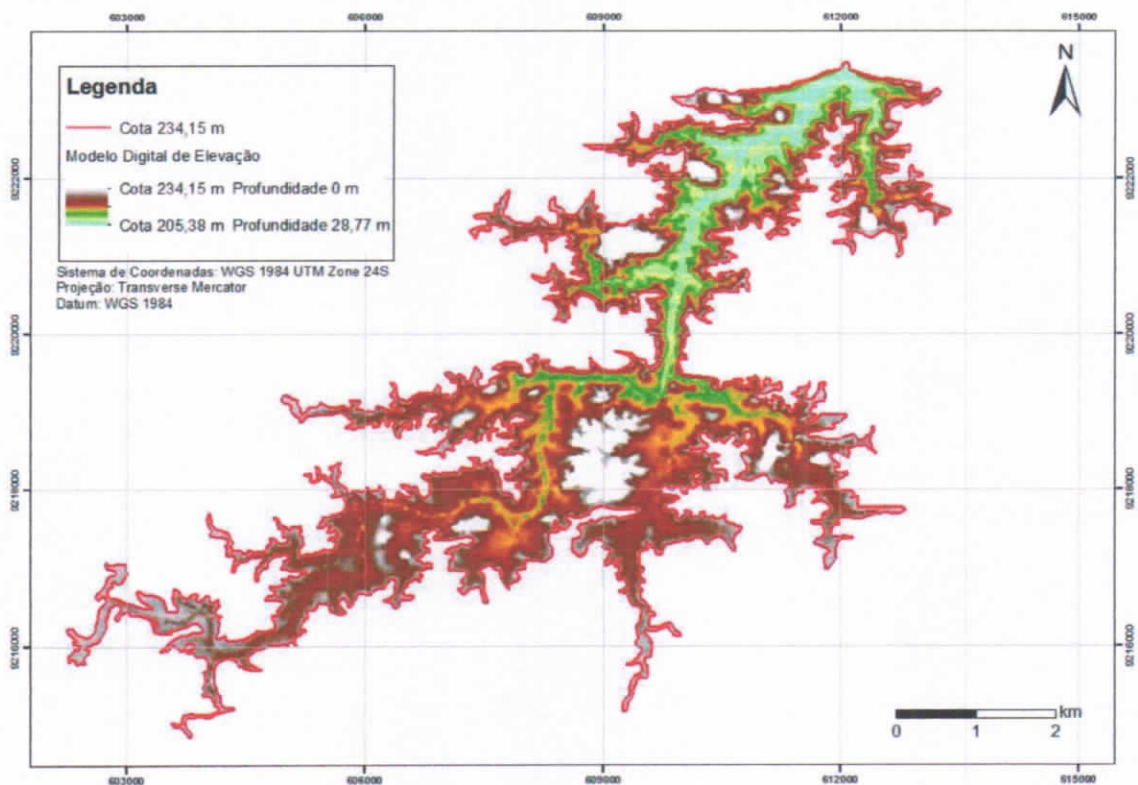 603000 606000 609000 612000 615000
N
Legenda
Cota 234,15 m
Modelo Digital de Elevação
Cota 234,15 m Profundidade 0 m
Cota 205,38 m Profundidade 28,77 m
Sistema de Coordenadas: WGS 1984 UTM Zone 24S
Projeção: Transverse Mercator
Datum: WGS 1984
9222000 9222000
9220000 9220000
9218000 9218000
9216000 9216000
km
0 1 2
603000 606000 609000 612000 615000